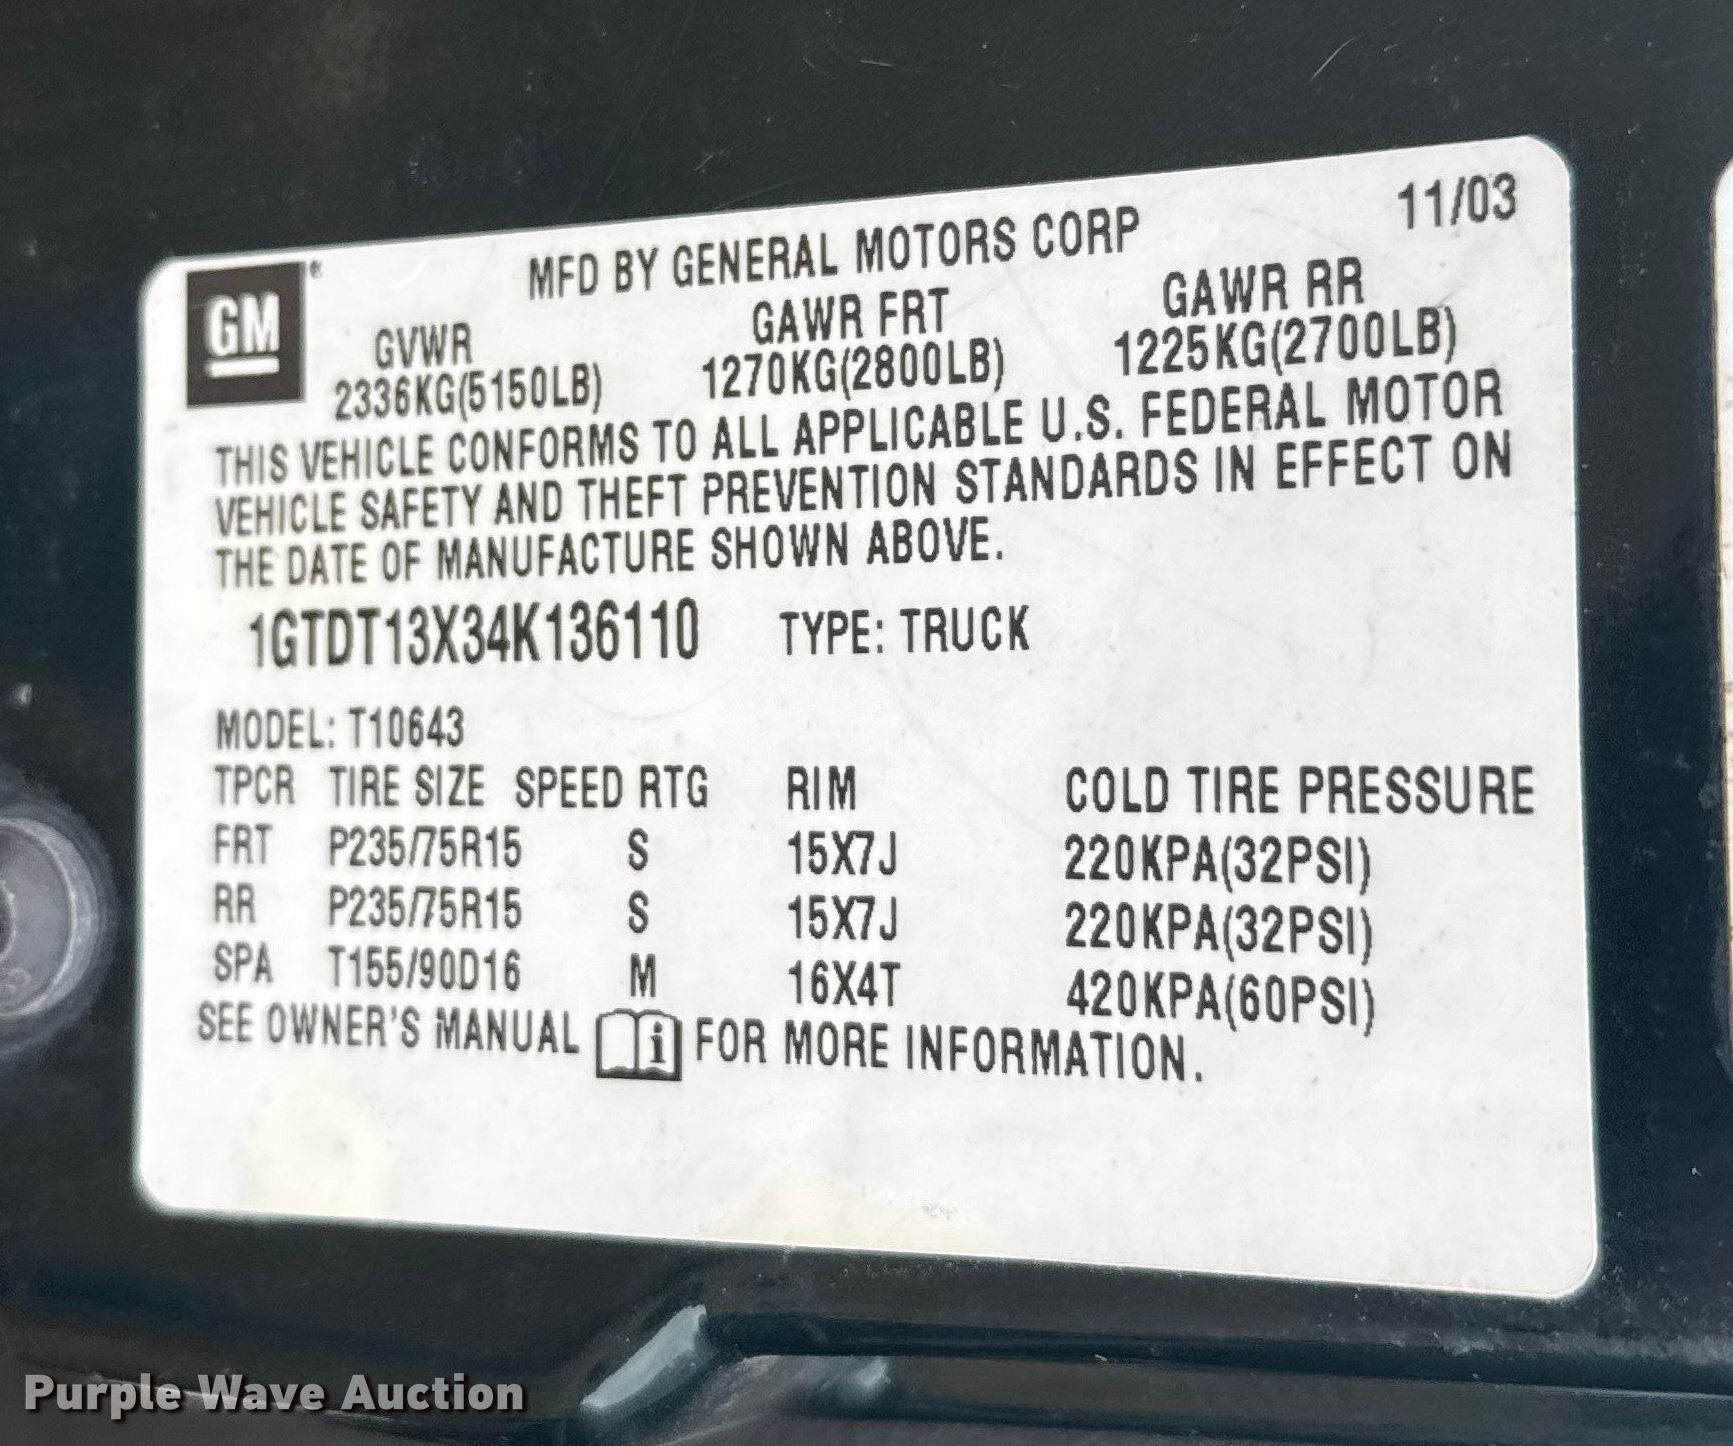 11/03
MFD BY GENERAL MOTORS CORP
GM
GVWR GAWR FRT GAWR RR
2336KG(5150LB) 1270KG(2800LB) 1225KG(2700LB)
THIS VEHICLE CONFORMS TO ALL APPLICABLE U.S. FEDERAL MOTOR
VEHICLE SAFETY AND THEFT PREVENTION STANDARDS IN EFFECT ON
THE DATE OF MANUFACTURE SHOWN ABOVE.
1GTDT13X34K136110 TYPE: TRUCK
MODEL: T10643
TPCR TIRE SIZE SPEED RTG RIM COLD TIRE PRESSURE
FRT P235/75R15 S 15X7J 220KPA(32PSI)
RR P235/75R15 S 15X7J 220KPA(32PSI)
SPA T155/90D16 M 16X4T 420KPA(60PSI)
SEE OWNER'S MANUAL i FOR MORE INFORMATION.
Purple Wave Auction